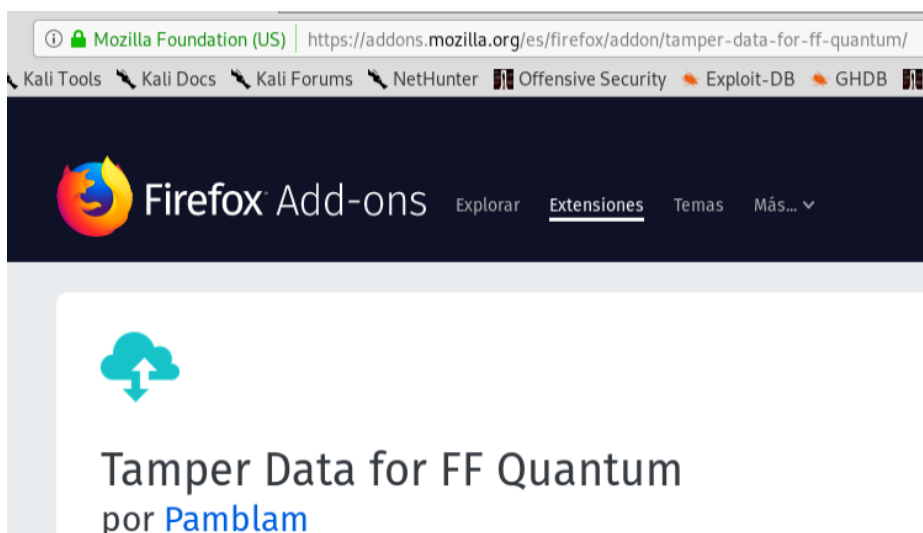 Mozilla Foundation (US) https://addons.mozilla.org/es/firefox/addon/tamper-data-for-ff-quantum/
Kali Tools Kali Docs Kali Forums NetHunter Offensive Security Exploit-DB GHDB
Firefox Add-ons Explorar Extensiones Temas Más...
Tamper Data for FF Quantum
por Pamblam